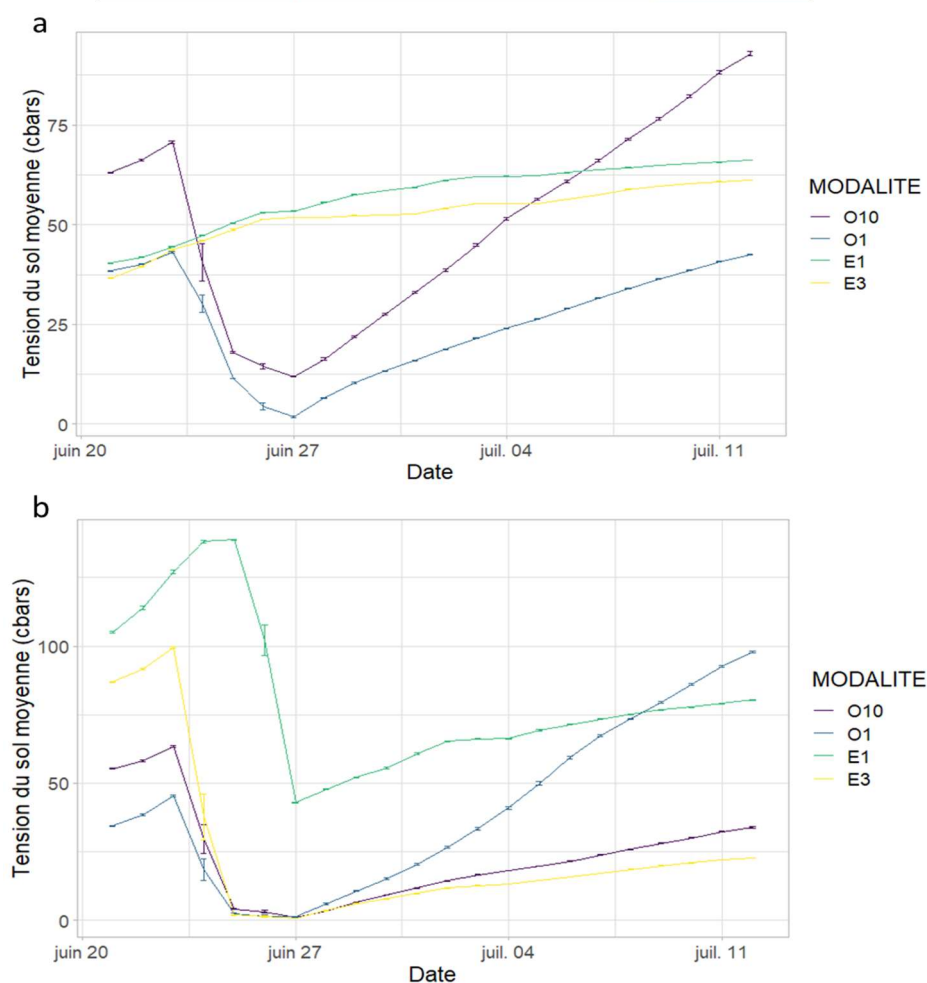 a
Tension du sol moyenne (cbars)
75
50
25
0
juin 20
juin 27
juil. 04
juil. 11
Date
MODALITE
O10
O1
E1
E3
b
Tension du sol moyenne (cbars)
100
50
0
juin 20
juin 27
juil. 04
juil. 11
Date
MODALITE
O10
O1
E1
E3